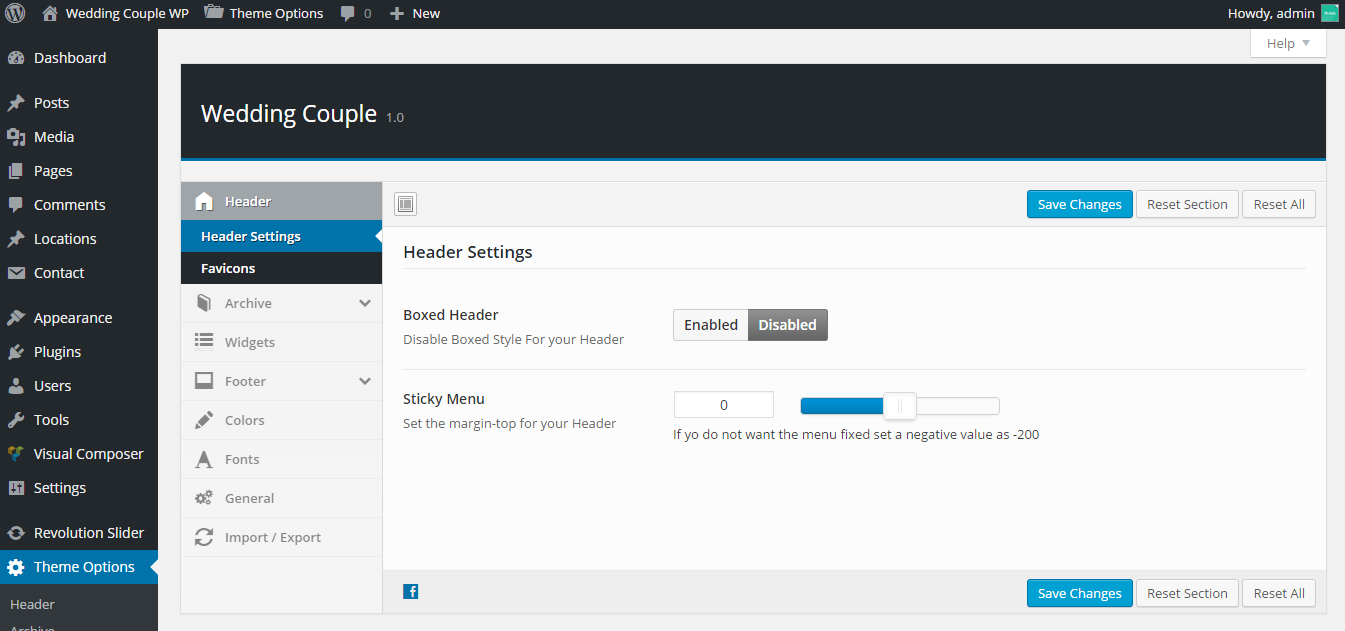 Wedding Couple WP Theme Options 0 New Howdy, admin
Help
Dashboard
Posts
Media
Pages
Comments
Locations
Contact
Appearance
Plugins
Users
Tools
Visual Composer
Settings
Revolution Slider
Theme Options
Header
Archive
Wedding Couple 1.0
Header
Header Settings
Favicons
Archive
Widgets
Footer
Colors
Fonts
General
Import / Export
Save Changes Reset Section Reset All
Header Settings
Boxed Header
Disable Boxed Style For your Header
Enabled Disabled
Sticky Menu
Set the margin-top for your Header
0
If yo do not want the menu fixed set a negative value as -200
Save Changes Reset Section Reset All